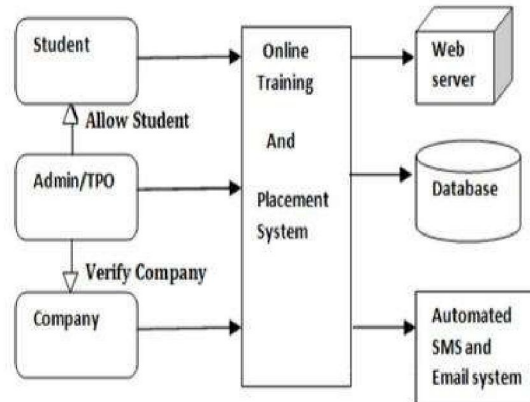 Student
Allow Student
Admin/TPO
Verify Company
Company
Online
Training
And
Placement
System
Web
server
Database
Automated
SMS and
Email system